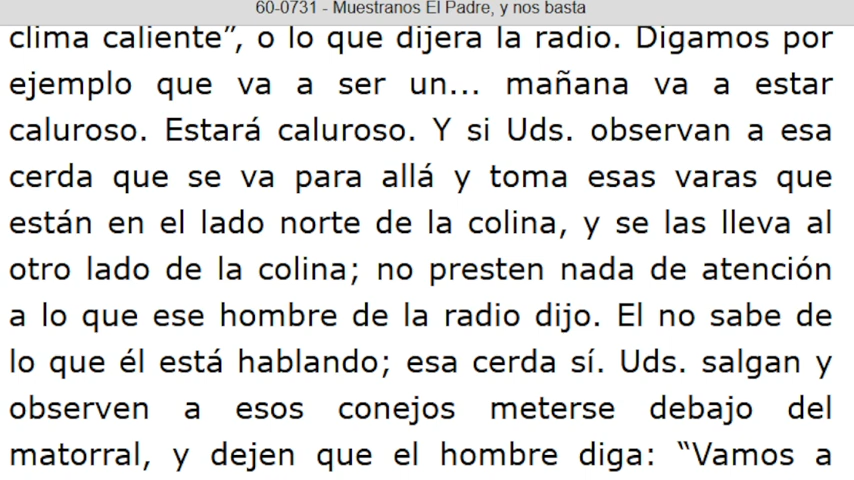 60-0731 - Muestranos El Padre, y nos basta
clima caliente”, o lo que dijera la radio. Digamos por
ejemplo que va a ser un... mañana va a estar
caluroso. Estará caluroso. Y si Uds. observan a esa
cerda que se va para allá y toma esas varas que
están en el lado norte de la colina, y se las lleva al
otro lado de la colina; no presten nada de atención
a lo que ese hombre de la radio dijo. El no sabe de
lo que él está hablando; esa cerda sí. Uds. salgan y
observen a esos conejos meterse debajo del
matorral, y dejen que el hombre diga: “Vamos a